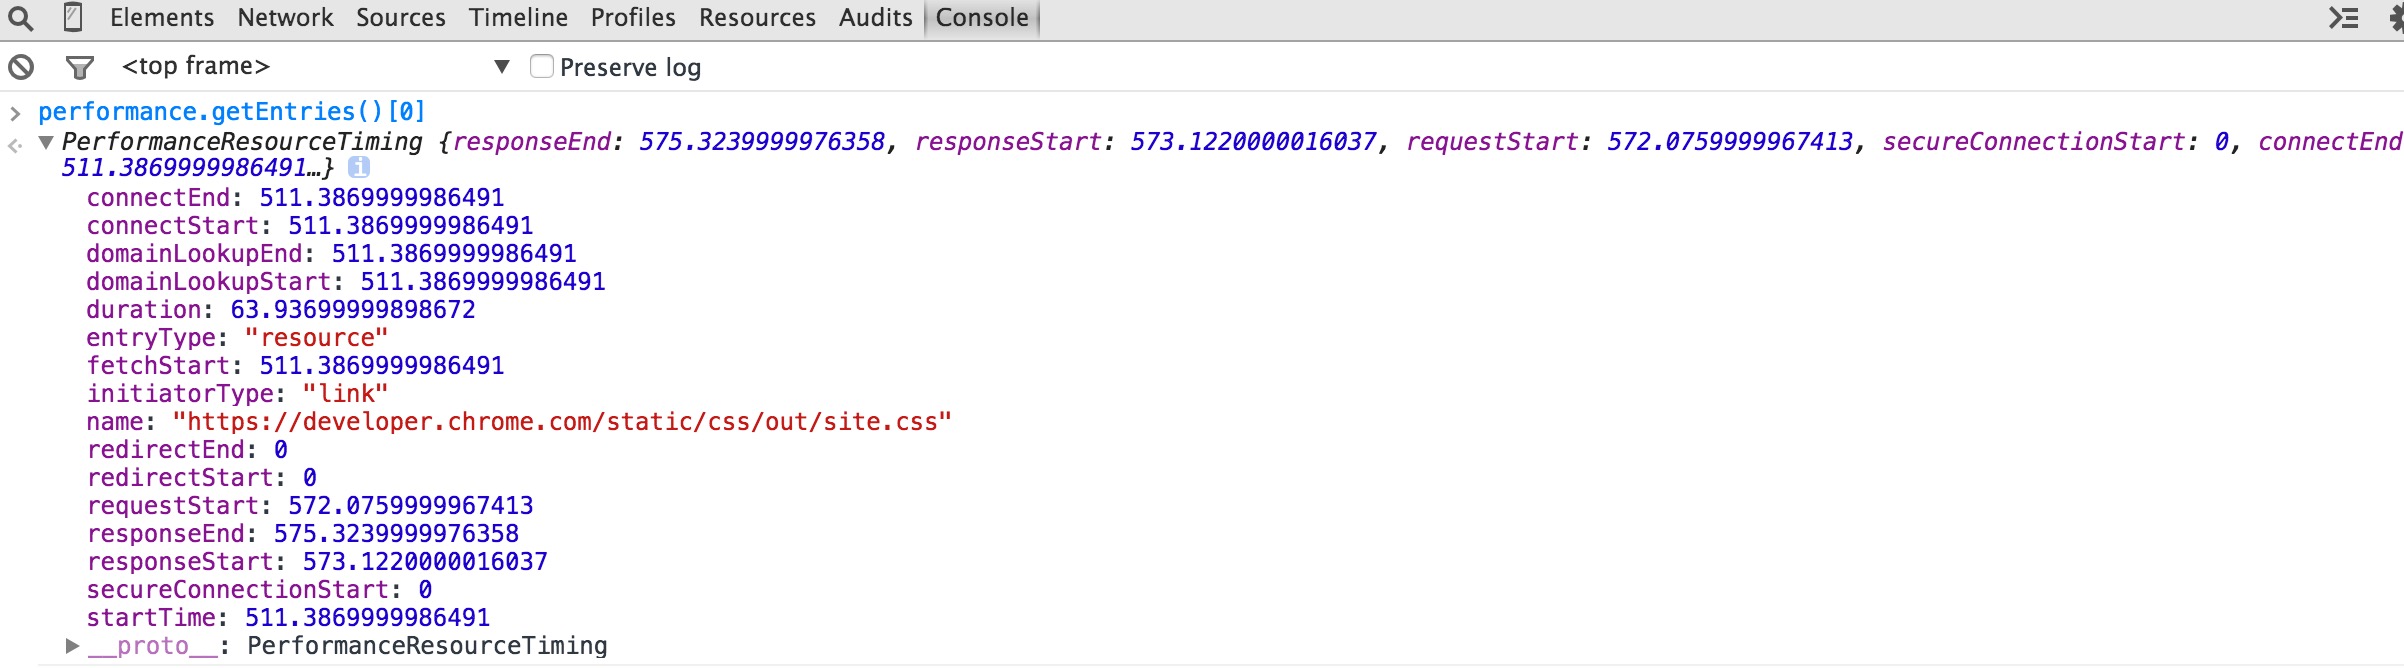 Elements Network Sources Timeline Profiles Resources Audits Console
<top frame> ▼ Preserve log
> performance.getEntries()[0]
▼ PerformanceResourceTiming {responseEnd: 575.3239999976358, responseStart: 573.1220000016037, requestStart: 572.0759999967413, secureConnectionStart: 0, connectEnd
511.3869999986491…} i
connectEnd: 511.3869999986491
connectStart: 511.3869999986491
domainLookupEnd: 511.3869999986491
domainLookupStart: 511.3869999986491
duration: 63.93699999898672
entryType: "resource"
fetchStart: 511.3869999986491
initiatorType: "link"
name: "https://developer.chrome.com/static/css/out/site.css"
redirectEnd: 0
redirectStart: 0
requestStart: 572.0759999967413
responseEnd: 575.3239999976358
responseStart: 573.1220000016037
secureConnectionStart: 0
startTime: 511.3869999986491
▶ __proto__: PerformanceResourceTiming